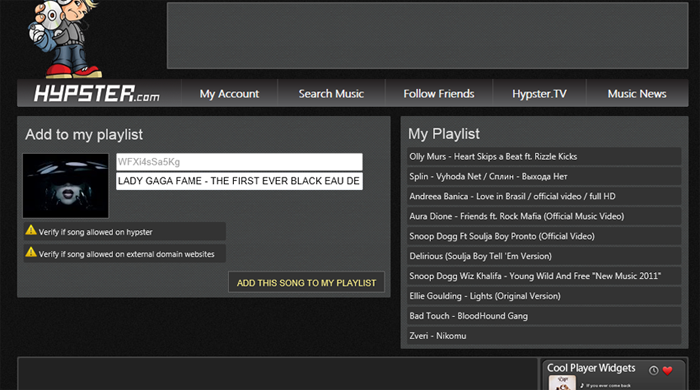 HYPSTER.com
My Account
Search Music
Follow Friends
Hypster.TV
Music News
Add to my playlist
WFXi4sSa5Kg
LADY GAGA FAME - THE FIRST EVER BLACK EAU DE
Verify if song allowed on hypster
Verify if song allowed on external domain websites
ADD THIS SONG TO MY PLAYLIST
My Playlist
Olly Murs - Heart Skips a Beat ft. Rizzle Kicks
Splin - Vyhoda Net / Сплин - Выхода Нет
Andreea Banica - Love in Brasil / official video / full HD
Aura Dione - Friends ft. Rock Mafia (Official Music Video)
Snoop Dogg Ft Soulja Boy Pronto (Official Video)
Delirious (Soulja Boy Tell 'Em Version)
Snoop Dogg Wiz Khalifa - Young Wild And Free "New Music 2011"
Ellie Goulding - Lights (Original Version)
Bad Touch - BloodHound Gang
Zveri - Nikomu
Cool Player Widgets
If you ever come back